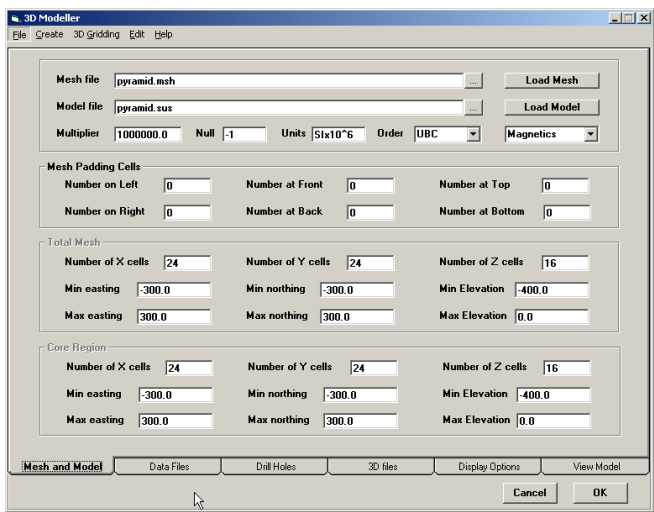 3D Modeller
File Create 3D Gridding Edit Help
Mesh file pyramid.msh ... Load Mesh
Model file pyramid.sus ... Load Model
Multiplier 1000000.0 Null -1 Units SIx10^6 Order UBC Magnetics
Mesh Padding Cells
Number on Left 0 Number at Front 0 Number at Top 0
Number on Right 0 Number at Back 0 Number at Bottom 0
Total Mesh
Number of X cells 24 Number of Y cells 24 Number of Z cells 16
Min easting -300.0 Min northing -300.0 Min Elevation -400.0
Max easting 300.0 Max northing 300.0 Max Elevation 0.0
Core Region
Number of X cells 24 Number of Y cells 24 Number of Z cells 16
Min easting -300.0 Min northing -300.0 Min Elevation -400.0
Max easting 300.0 Max northing 300.0 Max Elevation 0.0
Mesh and Model Data Files Drill Holes 3D files Display Options View Model
Cancel OK